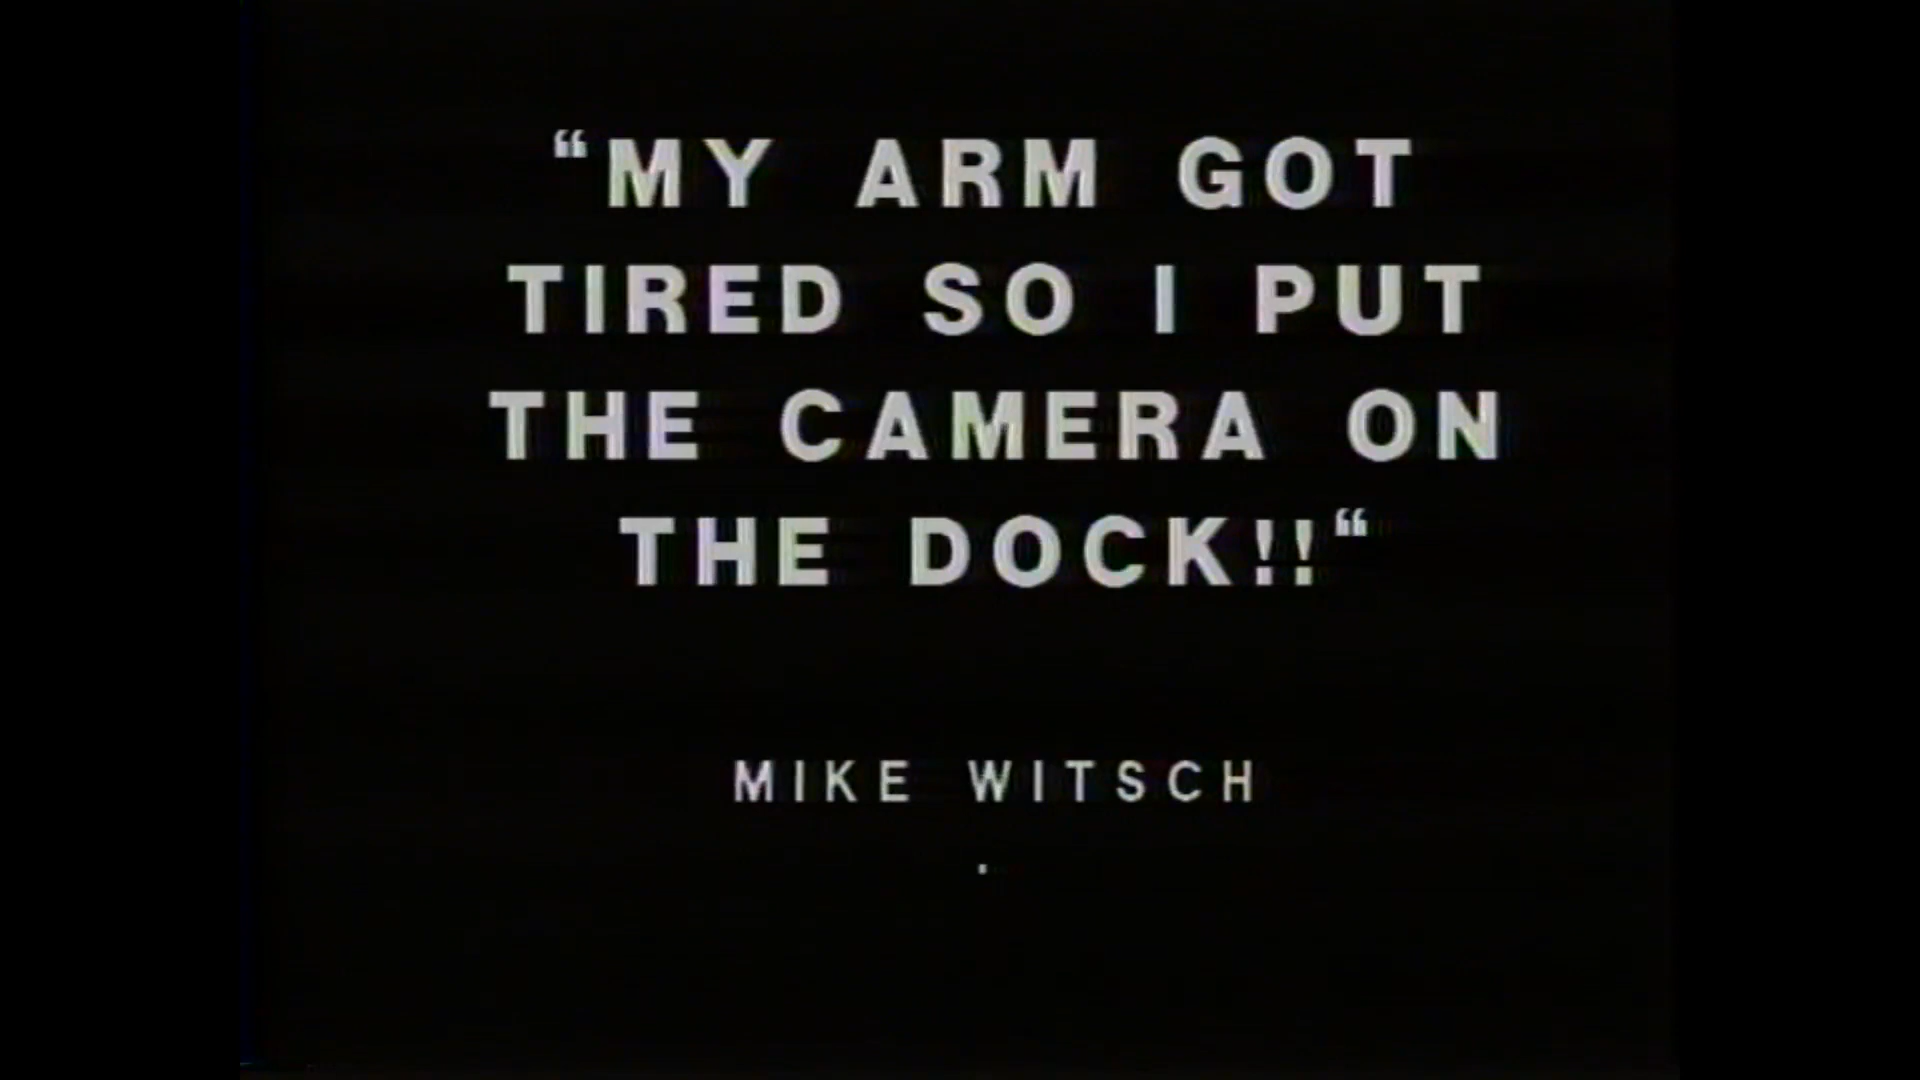 “MY ARM GOT
TIRED SO I PUT
THE CAMERA ON
THE DOCK!!“
MIKE WITSCH
.